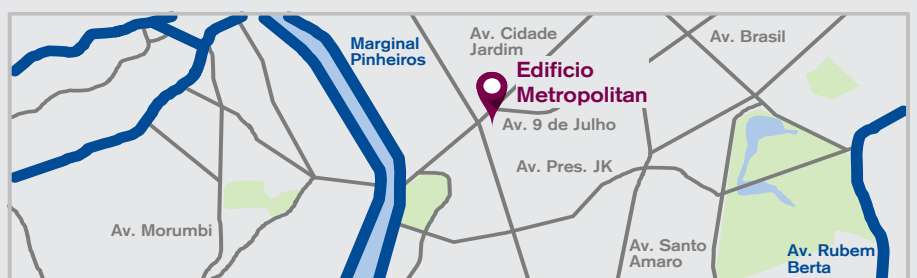 Marginal
Pinheiros
Av. Cidade
Jardim
Av. Brasil
Edificio
Metropolitan
Av. 9 de Julho
Av. Pres. JK
Av. Morumbi
Av. Santo
Amaro
Av. Rubem
Berta